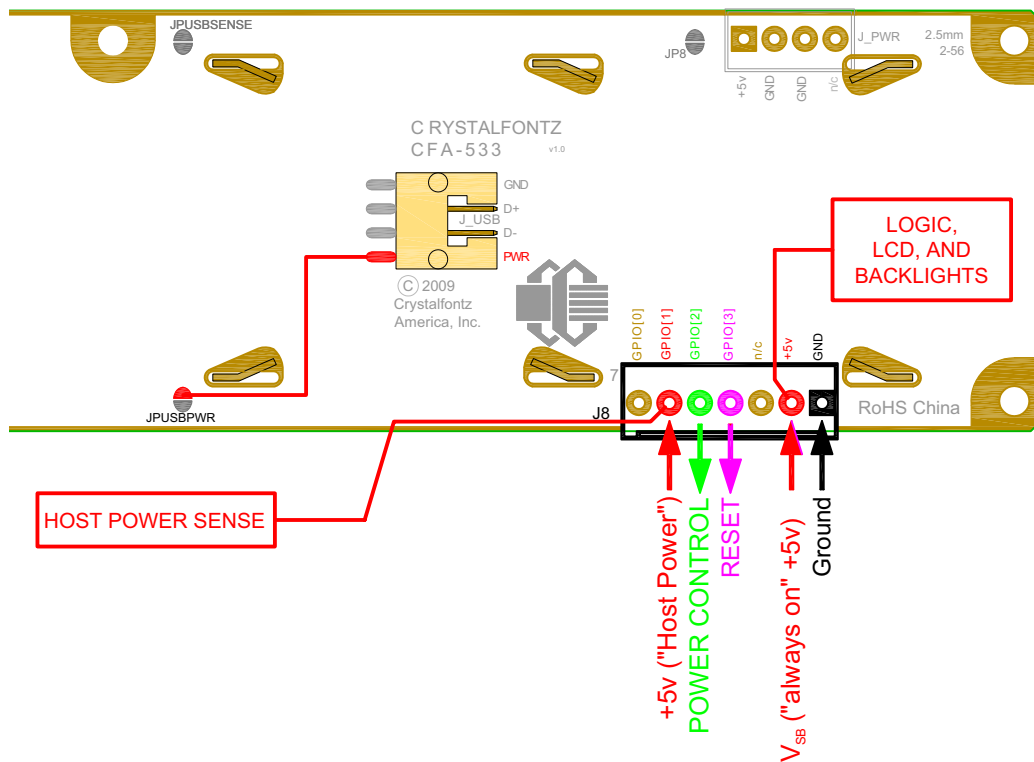 JPUSBSENSE
JP8
J_PWR
2.5mm
2-56
+5v
GND
GND
n/c
C RYSTALFONTZ
CFA-533
v1.0
GND
D+
J_USB
D-
PWR
© 2009
Crystalfontz
America, Inc.
LOGIC,
LCD, AND
BACKLIGHTS
GPIO[0]
GPIO[1]
GPIO[2]
GPIO[3]
n/c
+5v
GND
7
J8
JPUSBPWR
RoHS China
HOST POWER SENSE
+5v ("Host Power")
POWER CONTROL
RESET
VSB ("always on" +5v)
Ground